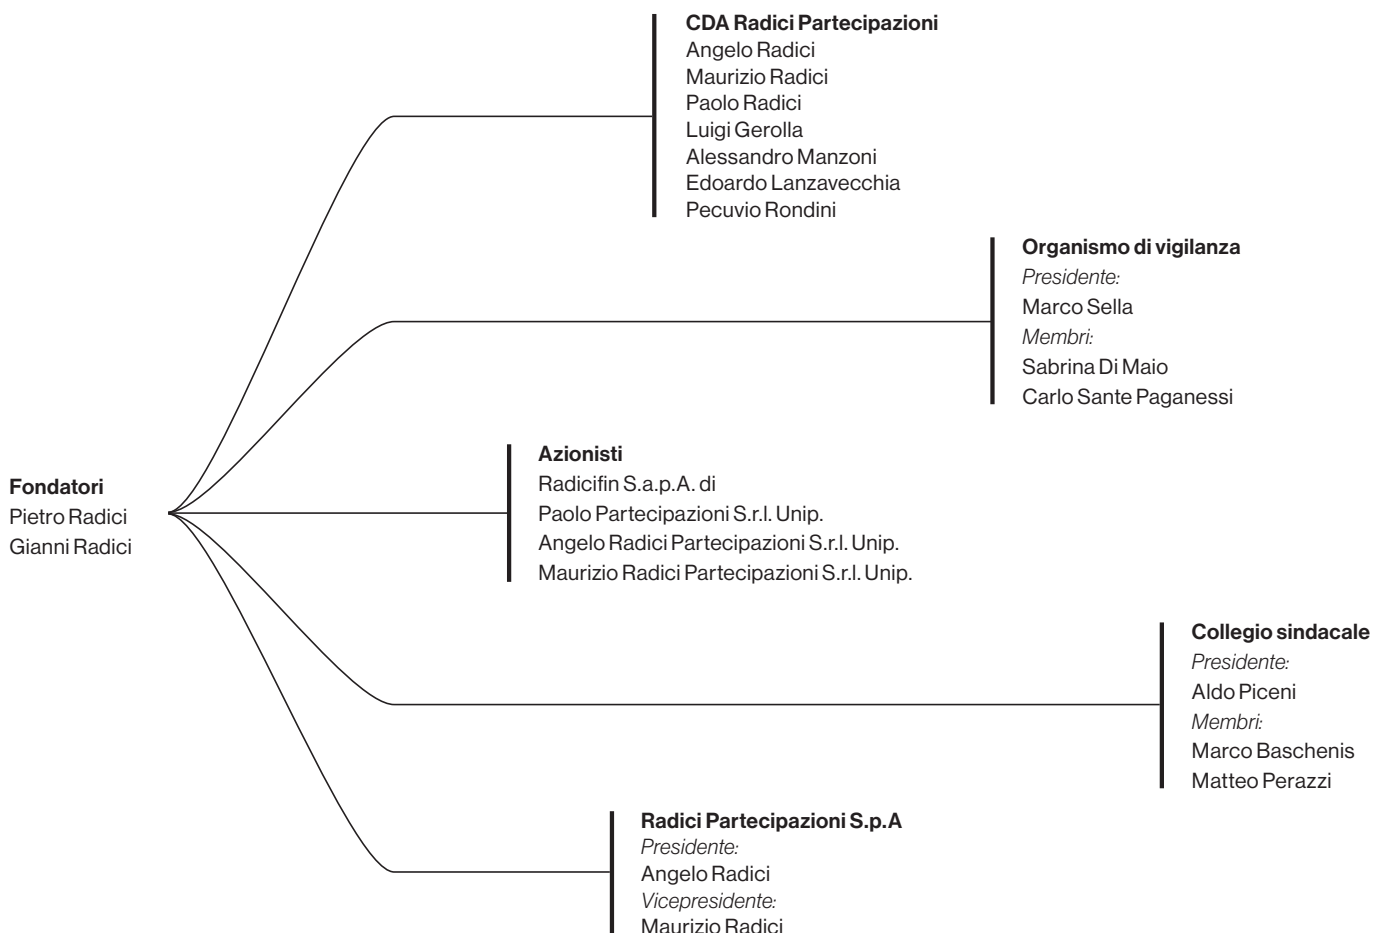 CDA Radici Partecipazioni
Angelo Radici
Maurizio Radici
Paolo Radici
Luigi Gerolla
Alessandro Manzoni
Edoardo Lanzavecchia
Pecuvio Rondini
Organismo di vigilanza
Presidente:
Marco Sella
Membri:
Sabrina Di Maio
Carlo Sante Paganessi
Fondatori
Pietro Radici
Gianni Radici
Azionisti
Radicifin S.a.p.A. di
Paolo Partecipazioni S.r.l. Unip.
Angelo Radici Partecipazioni S.r.l. Unip.
Maurizio Radici Partecipazioni S.r.l. Unip.
Collegio sindacale
Presidente:
Aldo Piceni
Membri:
Marco Baschenis
Matteo Perazzi
Radici Partecipazioni S.p.A
Presidente:
Angelo Radici
Vicepresidente:
Maurizio Radici